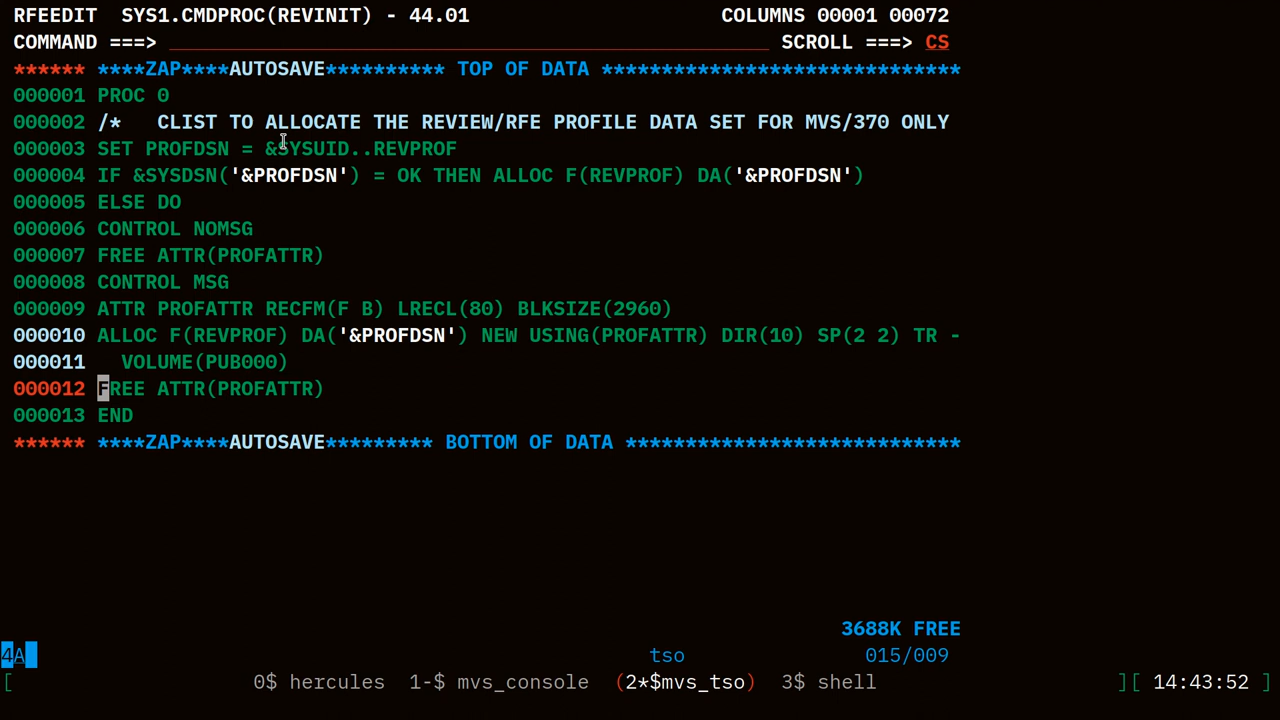 RFEEDIT  SYS1.CMDPROC(REVINIT) - 44.01                     COLUMNS 00001 00072
COMMAND ===> __________________________________________________ SCROLL ===> CS
****** ****ZAP****AUTOSAVE********** TOP OF DATA ******************************
000001 PROC 0
000002 /*   CLIST TO ALLOCATE THE REVIEW/RFE PROFILE DATA SET FOR MVS/370 ONLY
000003 SET PROFDSN = &SYSUID..REVPROF
000004 IF &SYSDSN('&PROFDSN') = OK THEN ALLOC F(REVPROF) DA('&PROFDSN')
000005 ELSE DO
000006 CONTROL NOMSG
000007 FREE ATTR(PROFATTR)
000008 CONTROL MSG
000009 ATTR PROFATTR RECFM(F B) LRECL(80) BLKSIZE(2960)
000010 ALLOC F(REVPROF) DA('&PROFDSN') NEW USING(PROFATTR) DIR(10) SP(2 2) TR -
000011   VOLUME(PUB000)
000012 FREE ATTR(PROFATTR)
000013 END
****** ****ZAP****AUTOSAVE********* BOTTOM OF DATA ****************************
3688K FREE
4A                                                    tso               015/009
[                    0$ hercules  1-$ mvs_console  (2*$mvs_tso)  3$ shell                    ][ 14:43:52 ]